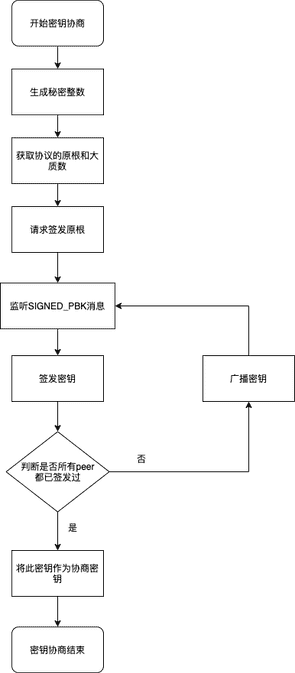 开始密钥协商
生成秘密整数
获取协议的原根和大
质数
请求签发原根
监听SIGNED_PBK消息
签发密钥
广播密钥
判断是否所有peer
都已签发过
否
是
将此密钥作为协商密
钥
密钥协商结束